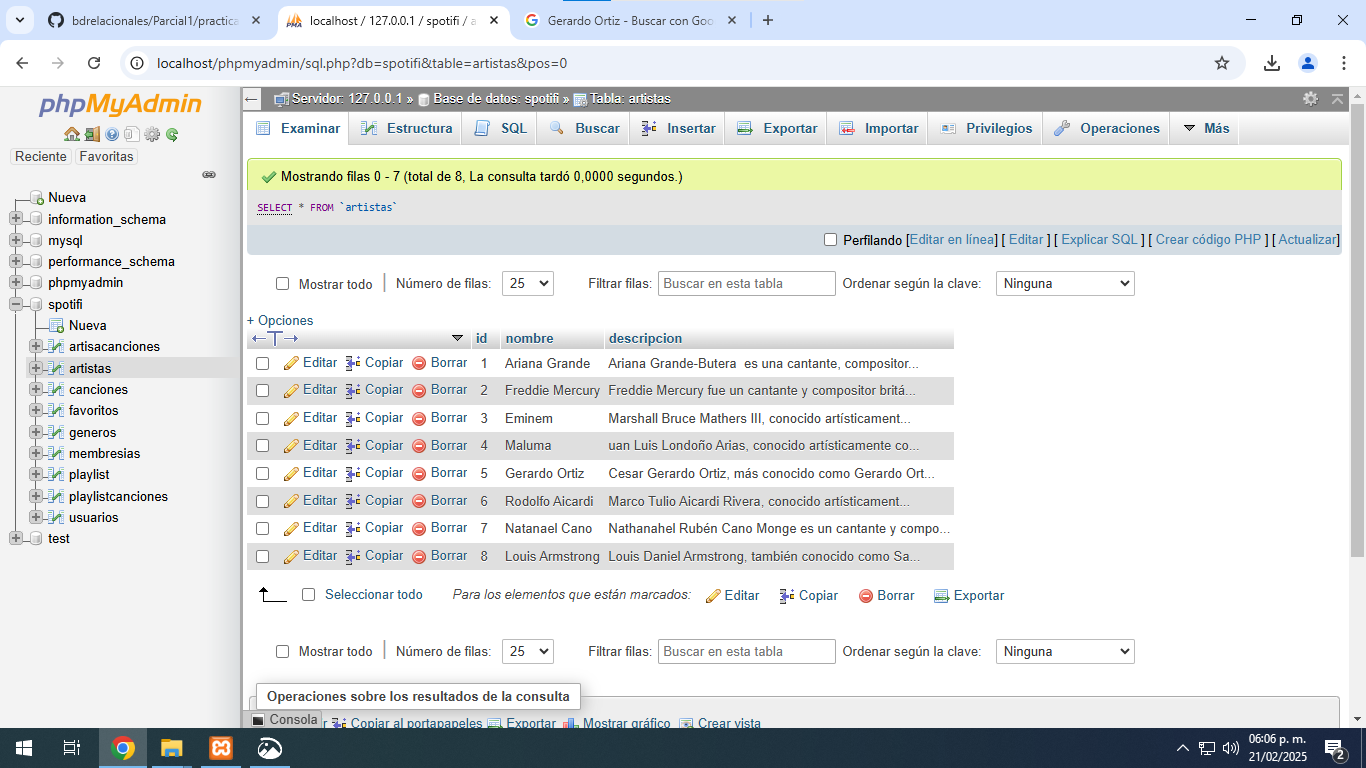 bdrelacionales/Parcial1/practica
localhost / 127.0.0.1 / spotifi / a
Gerardo Ortiz - Buscar con Goo
localhost/phpmyadmin/sql.php?db=spotifi&table=artistas&pos=0
phpMyAdmin
Reciente Favoritas
Nueva
information_schema
mysql
performance_schema
phpmyadmin
spotifi
Nueva
artisacanciones
artistas
canciones
favoritos
generos
membresias
playlist
playlistcanciones
usuarios
test
Servidor: 127.0.0.1 » Base de datos: spotifi » Tabla: artistas
Examinar Estructura SQL Buscar Insertar Exportar Importar Privilegios Operaciones Más
Mostrando filas 0 - 7 (total de 8, La consulta tardó 0,0000 segundos.)
SELECT * FROM `artistas`
Perfilando [Editar en línea] [ Editar ] [ Explicar SQL ] [ Crear código PHP ] [ Actualizar]
Mostrar todo | Número de filas: 25 Filtrar filas: Buscar en esta tabla Ordenar según la clave: Ninguna
+ Opciones
id nombre descripcion
Editar Copiar Borrar 1 Ariana Grande Ariana Grande-Butera es una cantante, compositor...
Editar Copiar Borrar 2 Freddie Mercury Freddie Mercury fue un cantante y compositor britá...
Editar Copiar Borrar 3 Eminem Marshall Bruce Mathers III, conocido artísticament...
Editar Copiar Borrar 4 Maluma uan Luis Londoño Arias, conocido artísticamente co...
Editar Copiar Borrar 5 Gerardo Ortiz Cesar Gerardo Ortiz, más conocido como Gerardo Ort...
Editar Copiar Borrar 6 Rodolfo Aicardi Marco Tulio Aicardi Rivera, conocido artísticament...
Editar Copiar Borrar 7 Natanael Cano Nathanahel Rubén Cano Monge es un cantante y compo...
Editar Copiar Borrar 8 Louis Armstrong Louis Daniel Armstrong, también conocido como Sa...
Seleccionar todo Para los elementos que están marcados: Editar Copiar Borrar Exportar
Mostrar todo | Número de filas: 25 Filtrar filas: Buscar en esta tabla Ordenar según la clave: Ninguna
Operaciones sobre los resultados de la consulta
Consola r Copiar al portapapeles Exportar Mostrar gráfico Crear vista
06:06 p. m.
21/02/2025
2